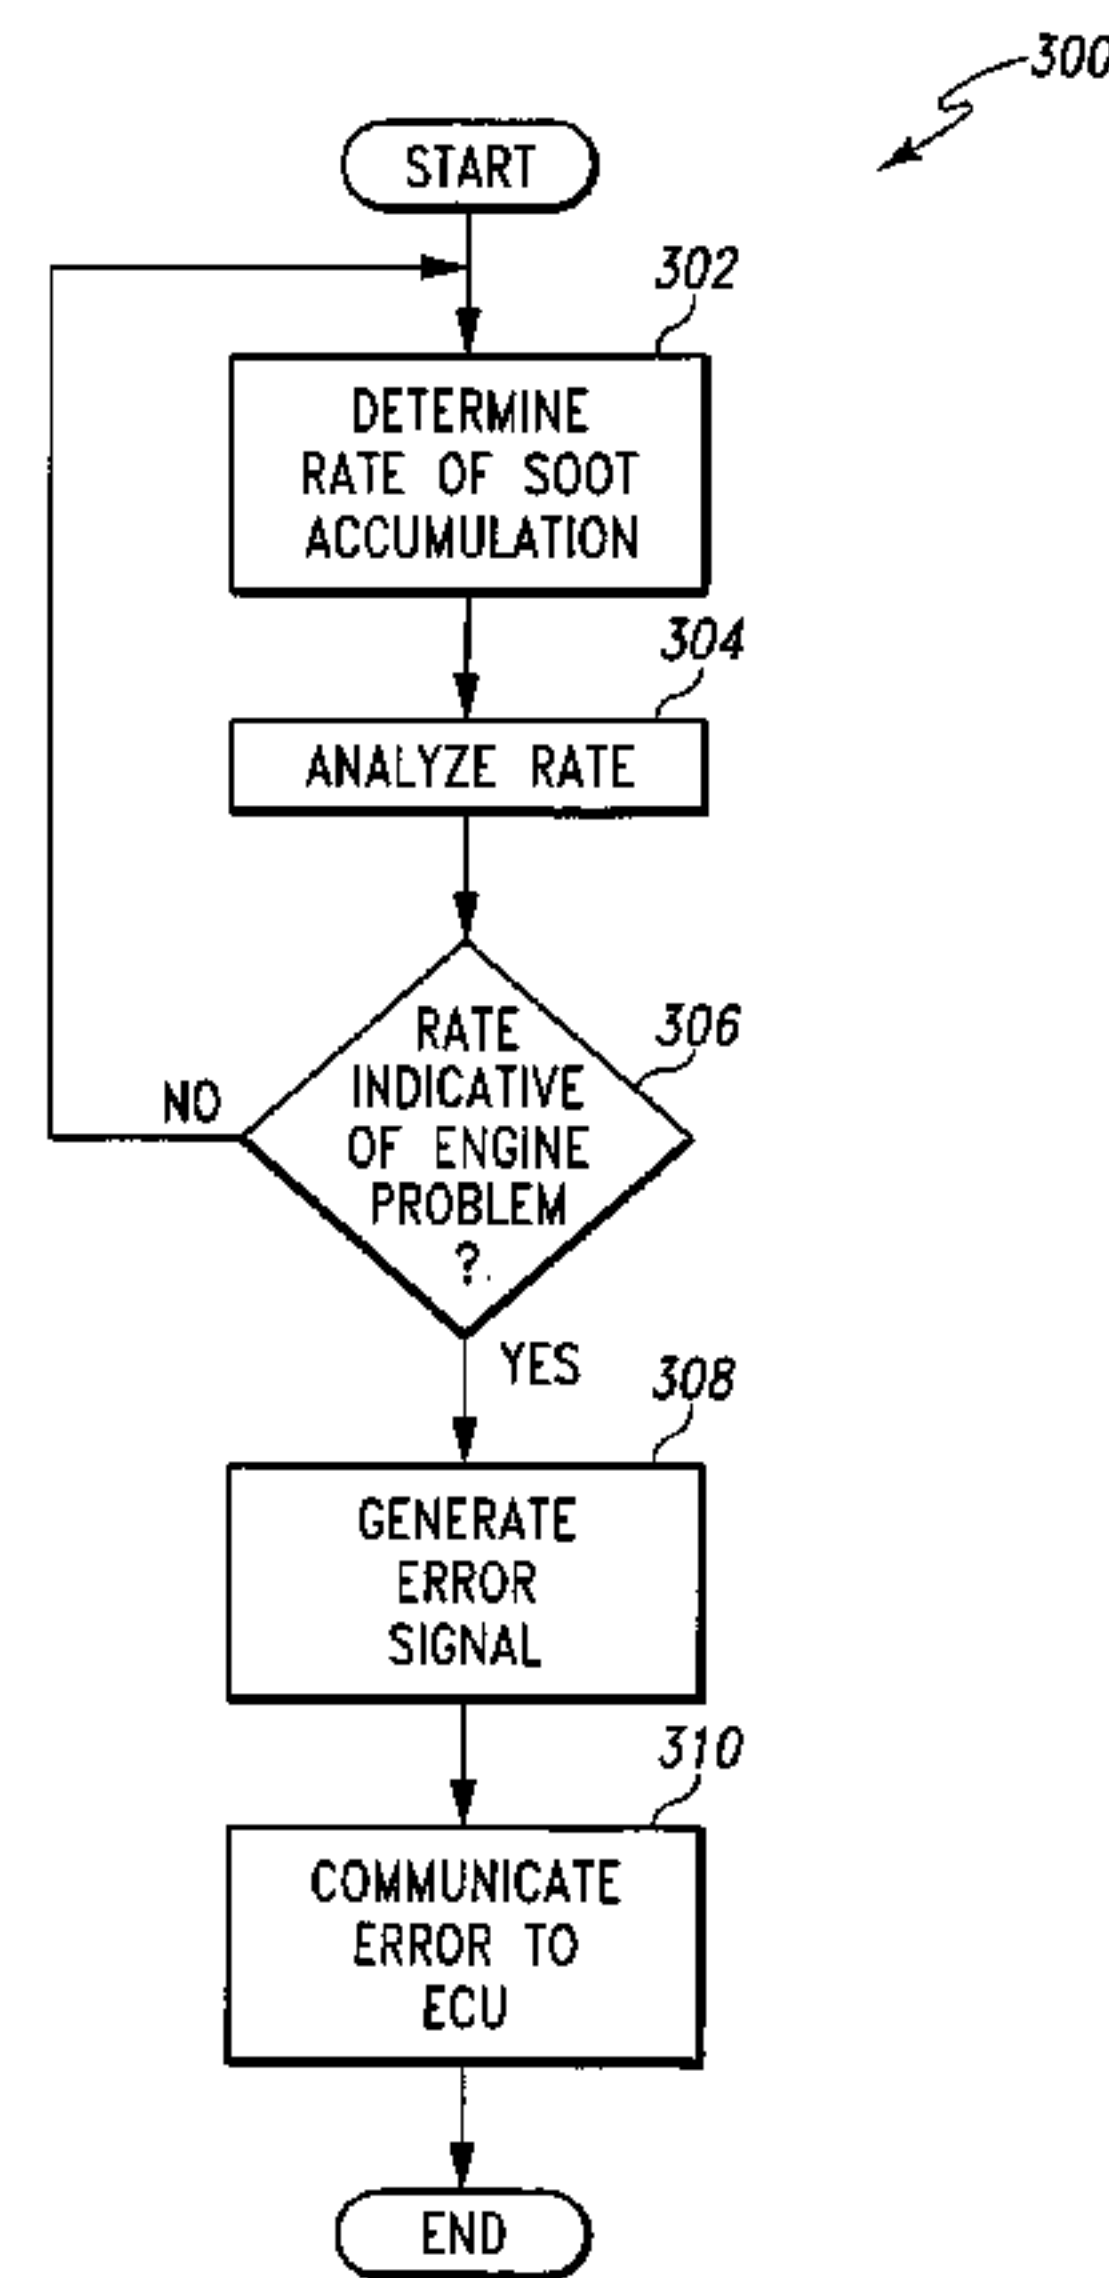 300
START
302
DETERMINE
RATE OF SOOT
ACCUMULATION
304
ANALYZE RATE
306
RATE
INDICATIVE
OF ENGINE
PROBLEM
?
NO
YES
308
GENERATE
ERROR
SIGNAL
310
COMMUNICATE
ERROR TO
ECU
END